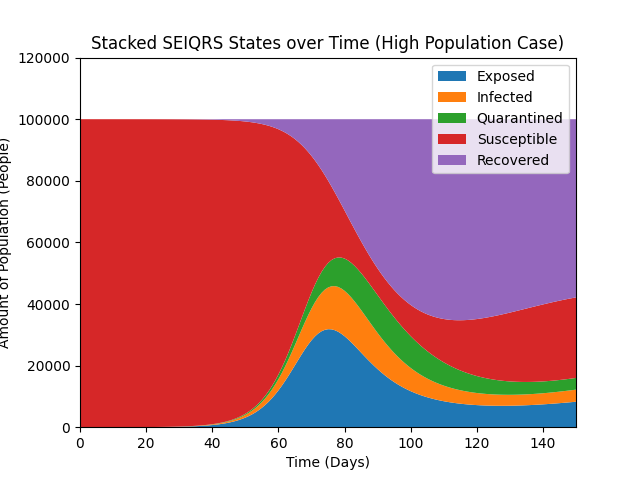 Stacked SEIQRS States over Time (High Population Case)
120000
100000
80000
60000
40000
20000
0
Amount of Population (People)
Exposed
Infected
Quarantined
Susceptible
Recovered
0 20 40 60 80 100 120 140
Time (Days)